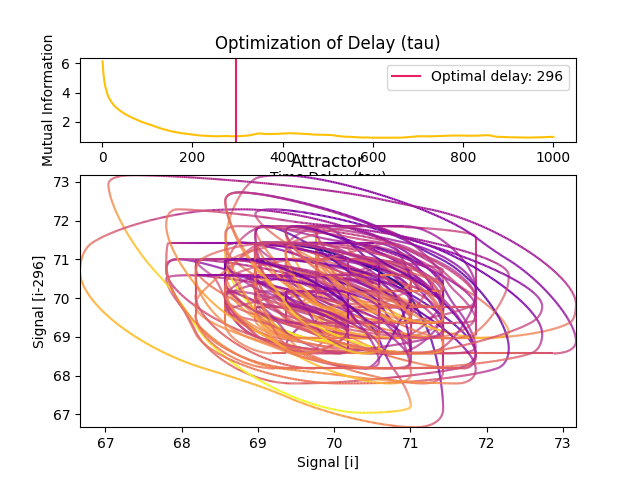 Optimization of Delay (tau)
Mutual Information
6
4
2
Optimal delay: 296
0 200 400 600 800 1000
Time Delay (tau)
Attractor
Signal [i-296]
73
72
71
70
69
68
67
67 68 69 70 71 72 73
Signal [i]